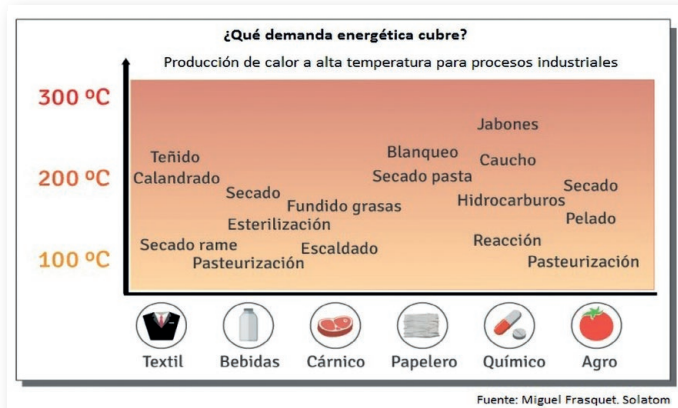 ¿Qué demanda energética cubre?
Producción de calor a alta temperatura para procesos industriales
300 ºC
200 ºC
100 ºC
Jabones
Teñido
Blanqueo
Caucho
Calandrado
Secado pasta
Secado
Secado
Fundido grasas
Hidrocarburos
Esterilización
Pelado
Secado rame
Escaldado
Reacción
Pasteurización
Pasteurización
Textil
Bebidas
Cárnico
Papelero
Químico
Agro
Fuente: Miguel Frasquet. Solatom